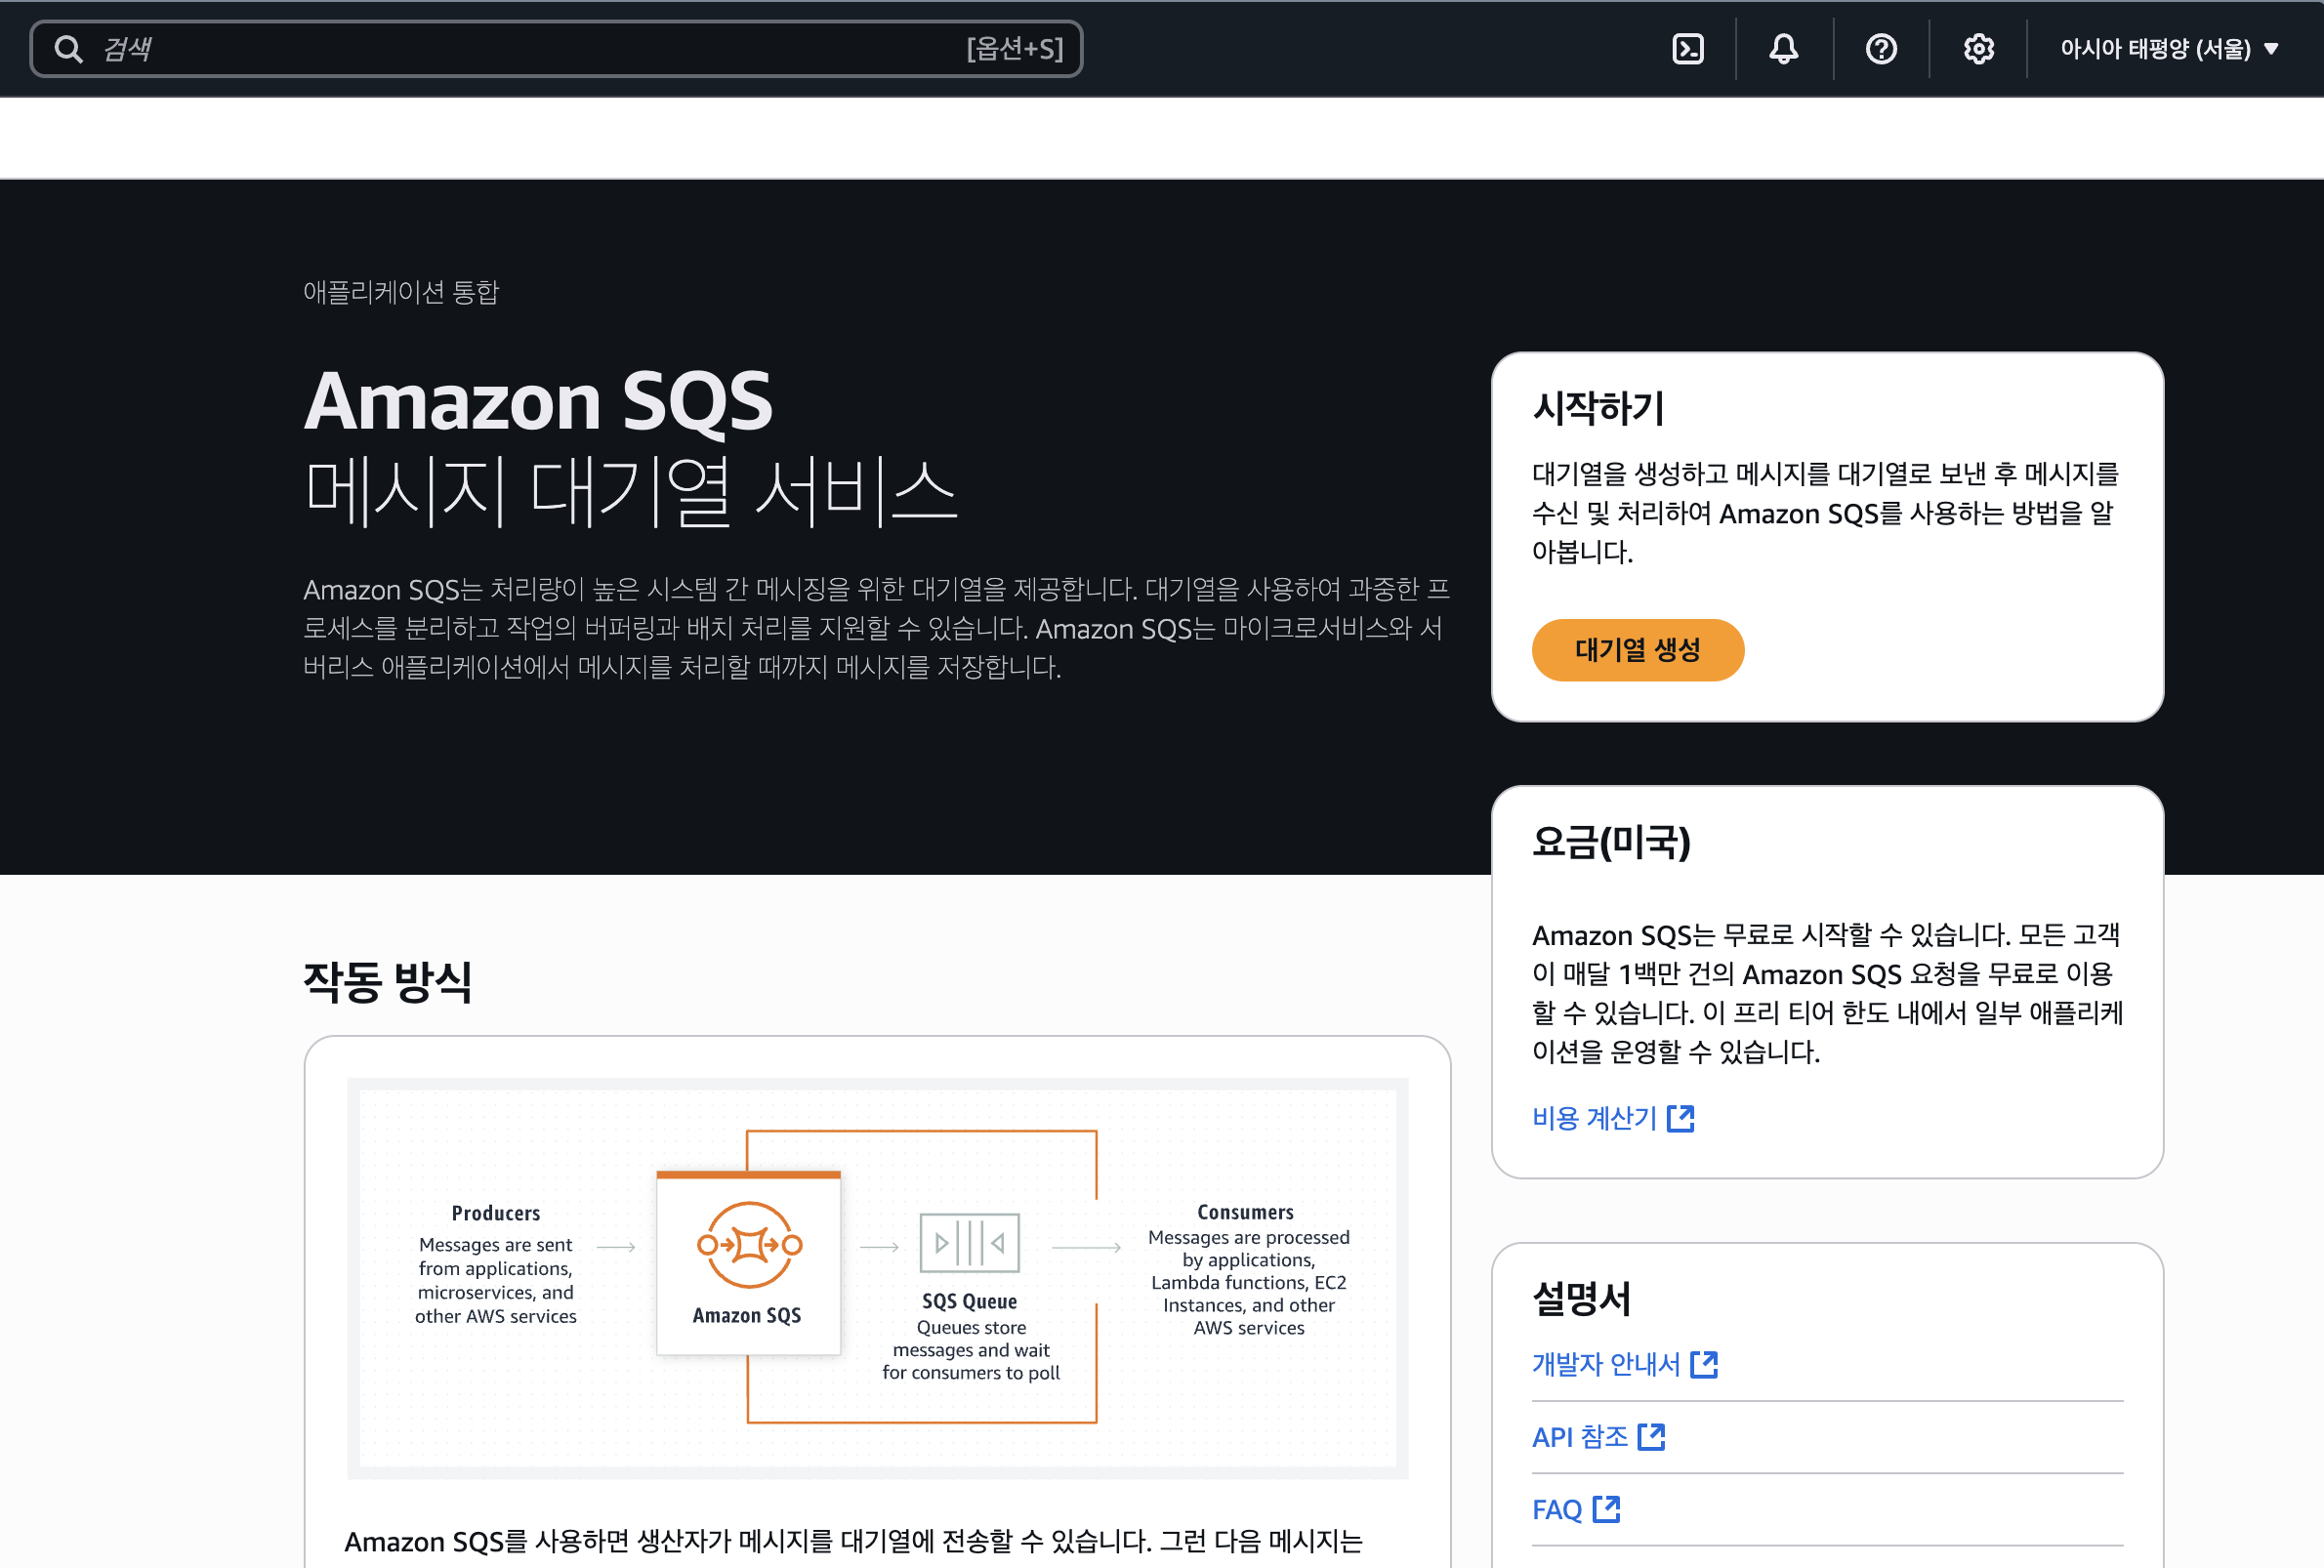 검색
[옵션+S]
아시아 태평양 (서울)
애플리케이션 통합
Amazon SQS
메시지 대기열 서비스
Amazon SQS는 처리량이 높은 시스템 간 메시징을 위한 대기열을 제공합니다. 대기열을 사용하여 과중한 프
로세스를 분리하고 작업의 버퍼링과 배치 처리를 지원할 수 있습니다. Amazon SQS는 마이크로서비스와 서
버리스 애플리케이션에서 메시지를 처리할 때까지 메시지를 저장합니다.
시작하기
대기열을 생성하고 메시지를 대기열로 보낸 후 메시지를
수신 및 처리하여 Amazon SQS를 사용하는 방법을 알
아봅니다.
대기열 생성
요금(미국)
Amazon SQS는 무료로 시작할 수 있습니다. 모든 고객
이 매달 1백만 건의 Amazon SQS 요청을 무료로 이용
할 수 있습니다. 이 프리 티어 한도 내에서 일부 애플리케
이션을 운영할 수 있습니다.
비용 계산기
작동 방식
Producers
Messages are sent
from applications,
microservices, and
other AWS services
Amazon SQS
SQS Queue
Queues store
messages and wait
for consumers to poll
Consumers
Messages are processed
by applications,
Lambda functions, EC2
Instances, and other
AWS services
Amazon SQS를 사용하면 생산자가 메시지를 대기열에 전송할 수 있습니다. 그런 다음 메시지는
설명서
개발자 안내서
API 참조
FAQ